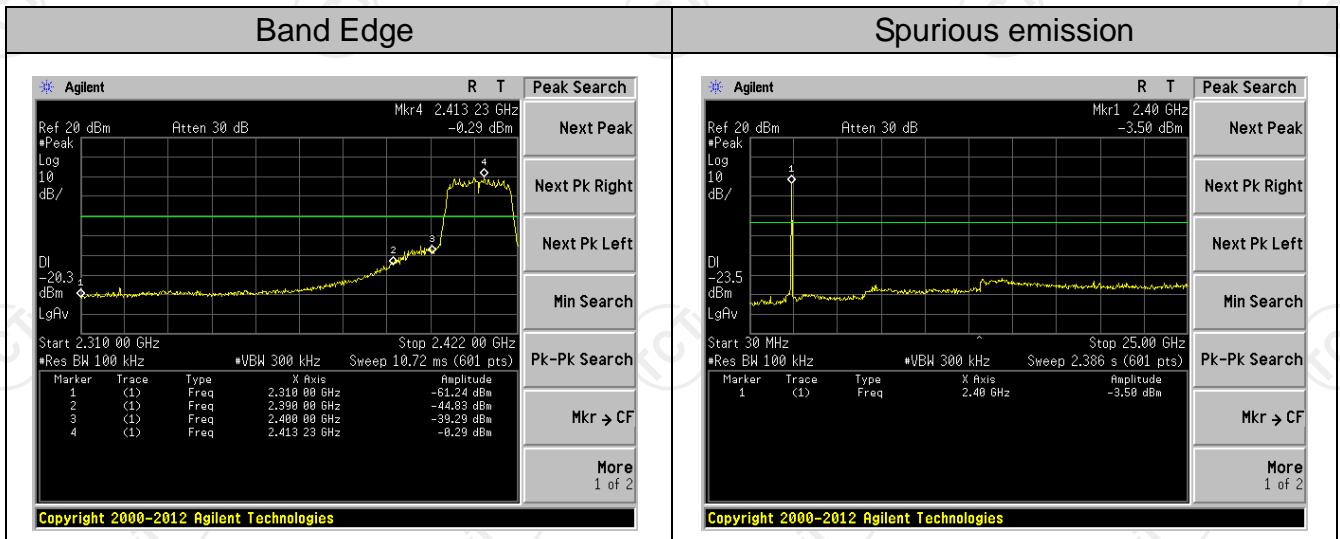 Band Edge
Spurious emission
Agilent R T
Mkr4 2.413 23 GHz
Ref 20 dBm Atten 30 dB -0.29 dBm
#Peak
Log
10
dB/
DI
-20.3
dBm
LgAv
1
2
3
4
Start 2.310 00 GHz Stop 2.422 00 GHz
#Res BW 100 kHz #VBW 300 kHz Sweep 10.72 ms (601 pts)
Marker Trace Type X Axis Amplitude
1 (1) Freq 2.310 00 GHz -61.24 dBm
2 (1) Freq 2.390 00 GHz -44.83 dBm
3 (1) Freq 2.400 00 GHz -39.29 dBm
4 (1) Freq 2.413 23 GHz -0.29 dBm
Copyright 2000-2012 Agilent Technologies
Peak Search
Next Peak
Next Pk Right
Next Pk Left
Min Search
Pk-Pk Search
Mkr → CF
More
1 of 2
Agilent R T
Mkr1 2.40 GHz
Ref 20 dBm Atten 30 dB -3.50 dBm
#Peak
Log
10
dB/
DI
-23.5
dBm
LgAv
1
Start 30 MHz ^ Stop 25.00 GHz
#Res BW 100 kHz #VBW 300 kHz Sweep 2.386 s (601 pts)
Marker Trace Type X Axis Amplitude
1 (1) Freq 2.40 GHz -3.50 dBm
Copyright 2000-2012 Agilent Technologies
Peak Search
Next Peak
Next Pk Right
Next Pk Left
Min Search
Pk-Pk Search
Mkr → CF
More
1 of 2